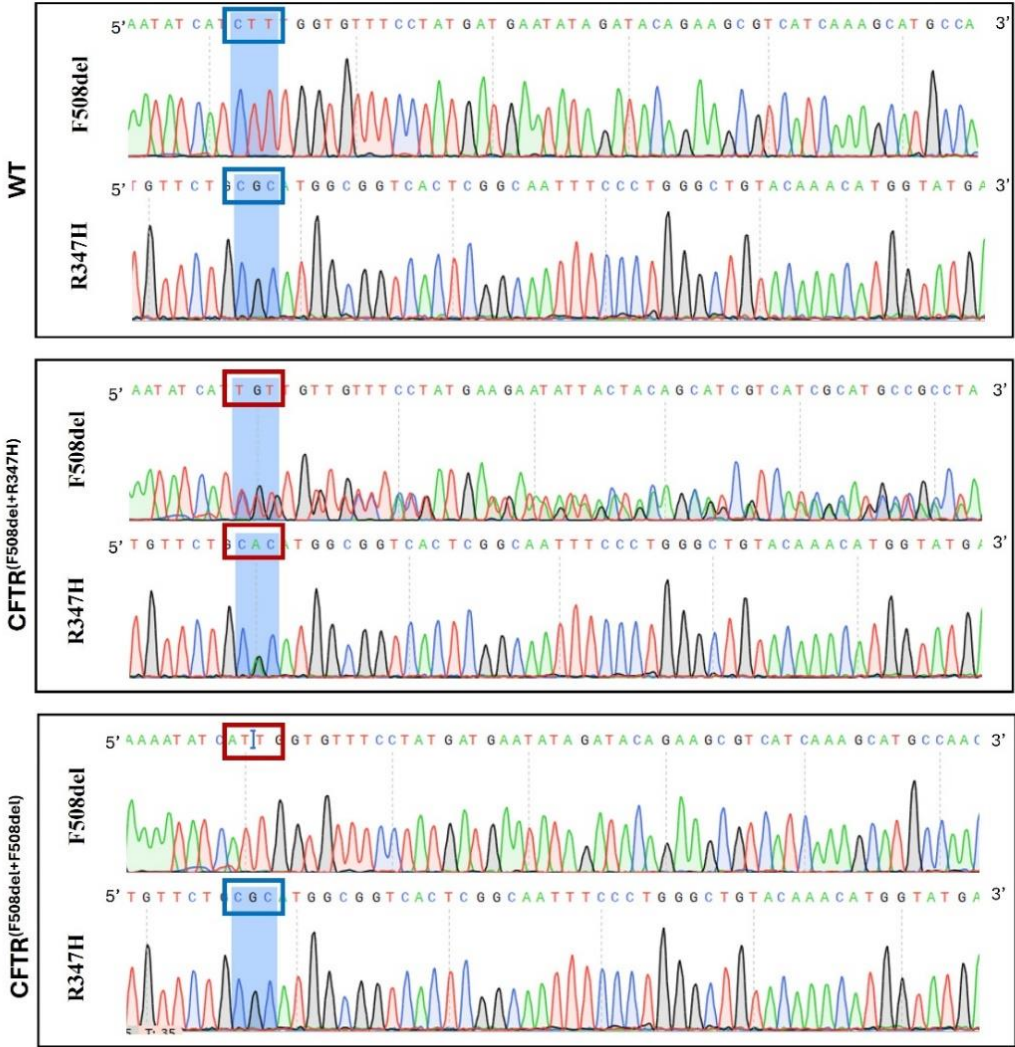 WT
F508del
5' AATATCATCTTTGGTGTTTCCTATGATGAATATAGATACAGAAGCGTCATCAAAGCATGCCA 3'
R347H
5' TGTTCTGCGCATGGCGGTCACTCGGCAATTTCCCTGGGCTGTACAAACATGGTATGA 3'
CFTR(F508del+R347H)
F508del
5' AATATCATTGTTGTTGTTTCCTATGAAGAATATTACTACAGCATCGTCATCGCATGCCGCCTA 3'
R347H
5' TGTTCTGCACATGGCGGTCACTCGGCAATTTCCCTGGGCTGTACAAACATGGTATGA 3'
CFTR(F508del+F508del)
F508del
5' AAAATATCATTGGTGTTTCCTATGATGAATATAGATACAGAAGCGTCATCAAAGCATGCCAAC 3'
R347H
5' TGTTCTGCGCATGGCGGTCACTCGGCAATTTCCCTGGGCTGTACAAACATGGTATGA 3'